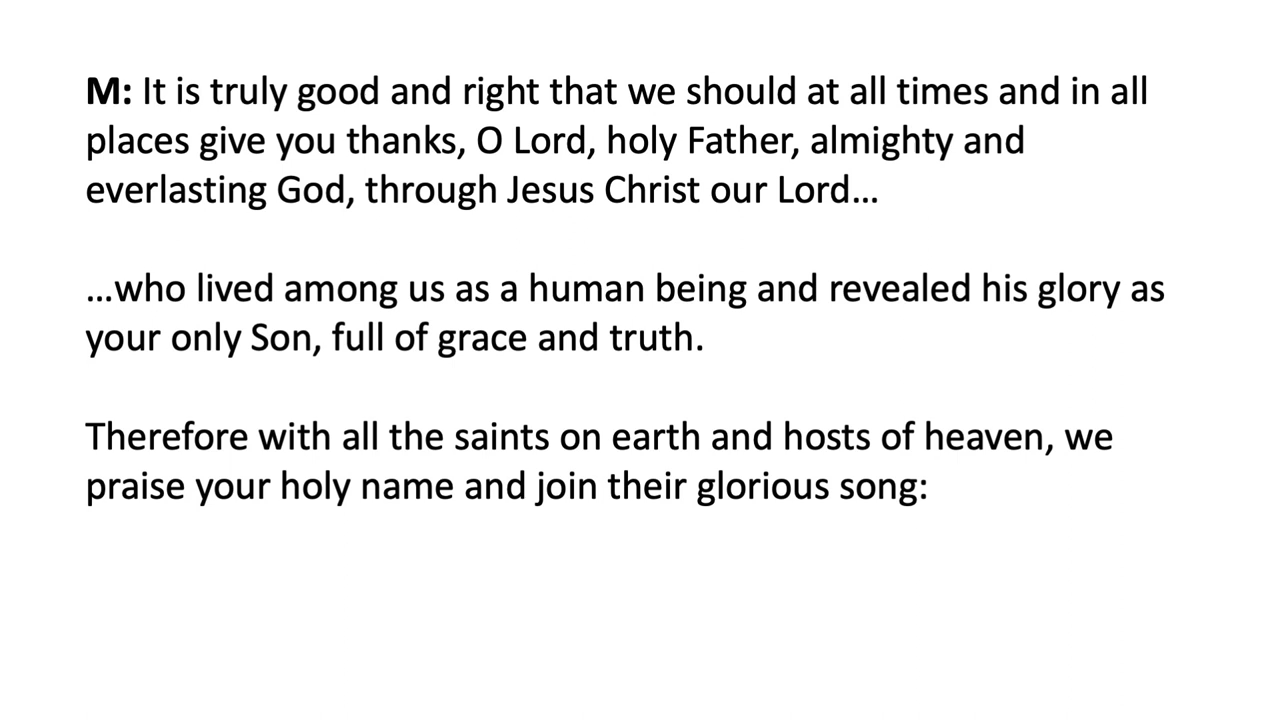 M: It is truly good and right that we should at all times and in all
places give you thanks, O Lord, holy Father, almighty and
everlasting God, through Jesus Christ our Lord…
…who lived among us as a human being and revealed his glory as
your only Son, full of grace and truth.
Therefore with all the saints on earth and hosts of heaven, we
praise your holy name and join their glorious song: